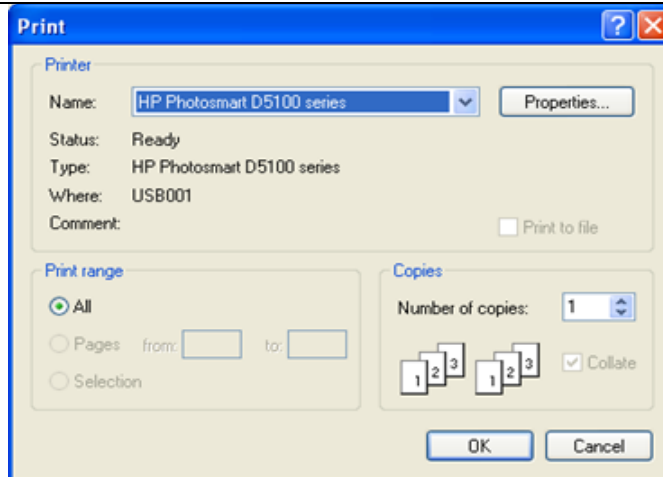 Print
Printer
Name: HP Photosmart D5100 series Properties...
Status: Ready
Type: HP Photosmart D5100 series
Where: USB001
Comment: Print to file
Print range
All
Pages from: to:
Selection
Copies
Number of copies: 1
1 2 3 1 2 3 Collate
OK Cancel